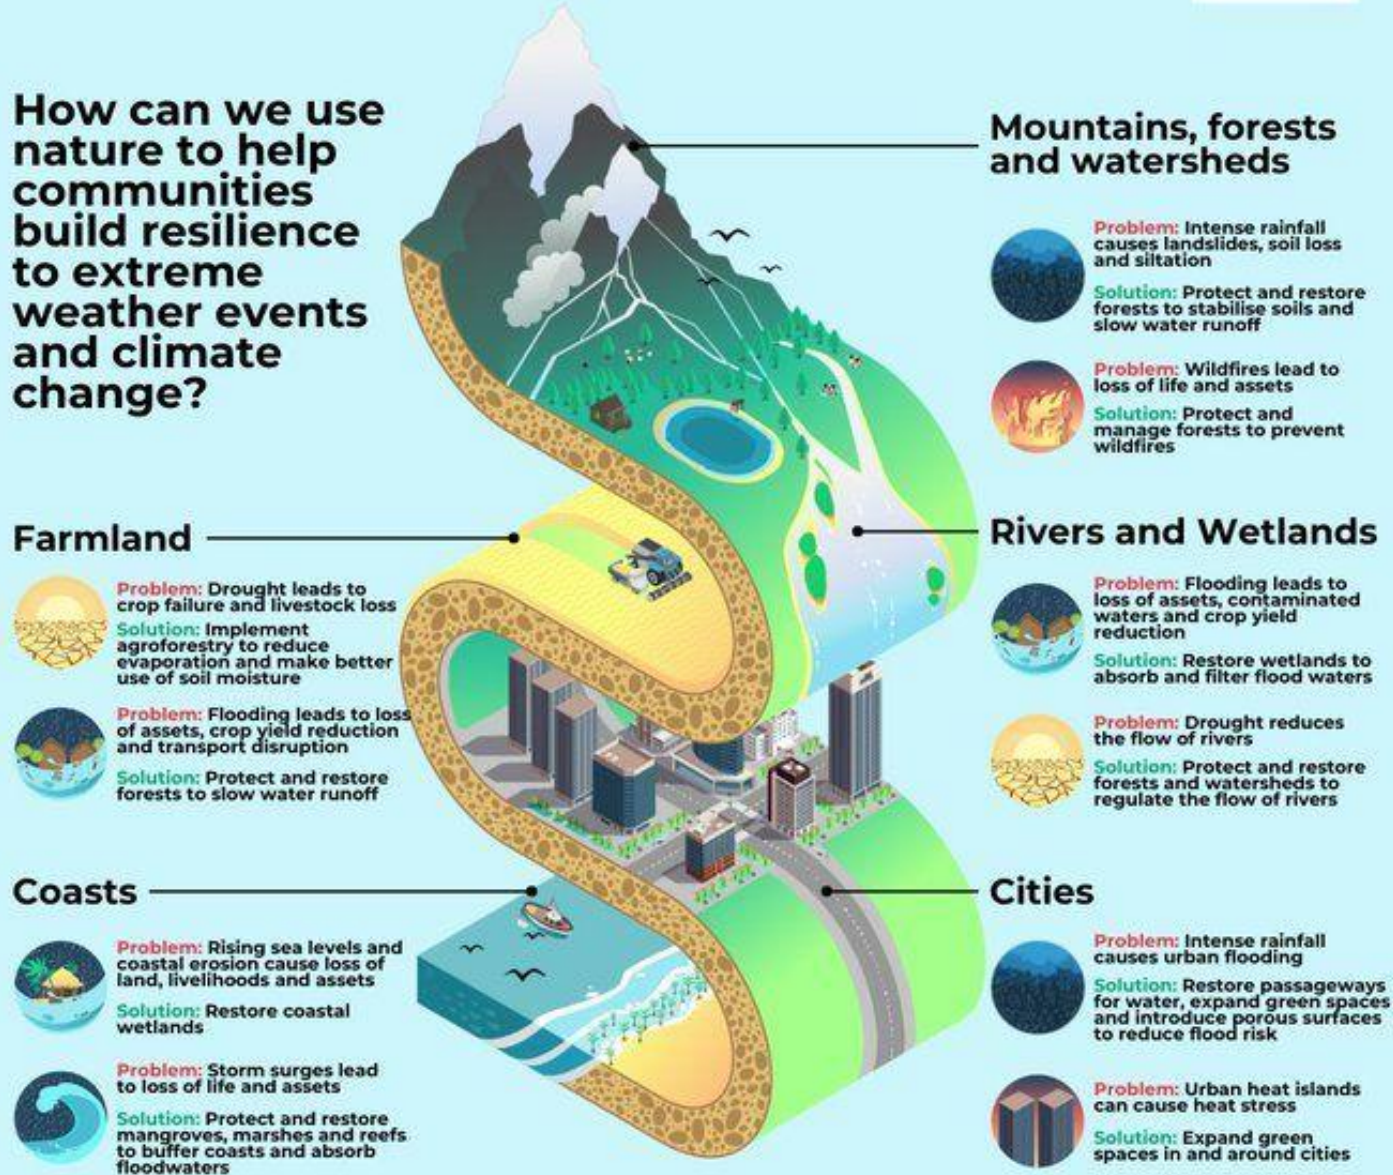 How can we use
nature to help
communities
build resilience
to extreme
weather events
and climate
change?
Mountains, forests
and watersheds
Problem: Intense rainfall
causes landslides, soil loss
and siltation
Solution: Protect and restore
forests to stabilise soils and
slow water runoff
Problem: Wildfires lead to
loss of life and assets
Solution: Protect and
manage forests to prevent
wildfires
Farmland
Problem: Drought leads to
crop failure and livestock loss
Solution: Implement
agroforestry to reduce
evaporation and make better
use of soil moisture
Problem: Flooding leads to loss
of assets, crop yield reduction
and transport disruption
Solution: Protect and restore
forests to slow water runoff
Rivers and Wetlands
Problem: Flooding leads to
loss of assets, contaminated
waters and crop yield
reduction
Solution: Restore wetlands to
absorb and filter flood waters
Problem: Drought reduces
the flow of rivers
Solution: Protect and restore
forests and watersheds to
regulate the flow of rivers
Coasts
Problem: Rising sea levels and
coastal erosion cause loss of
land, livelihoods and assets
Solution: Restore coastal
wetlands
Problem: Storm surges lead
to loss of life and assets
Solution: Protect and restore
mangroves, marshes and reefs
to buffer coasts and absorb
floodwaters
Cities
Problem: Intense rainfall
causes urban flooding
Solution: Restore passageways
for water, expand green spaces
and introduce porous surfaces
to reduce flood risk
Problem: Urban heat islands
can cause heat stress
Solution: Expand green
spaces in and around cities